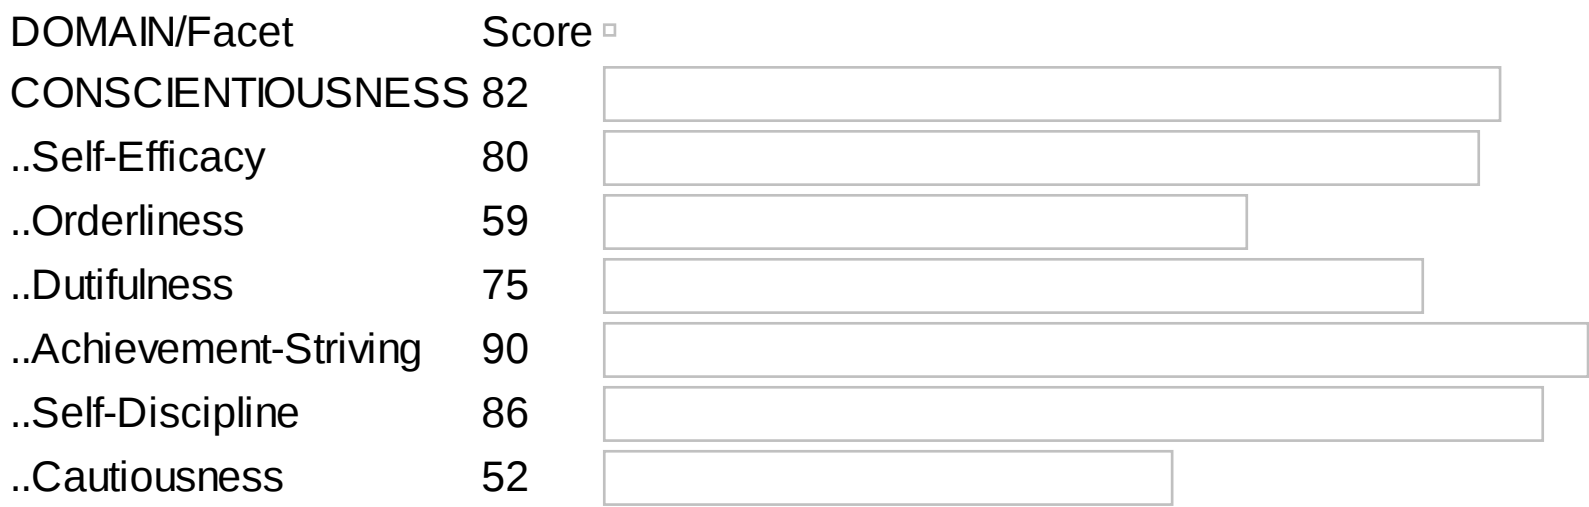 DOMAIN/Facet Score
CONSCIENTIOUSNESS 82
..Self-Efficacy 80
..Orderliness 59
..Dutifulness 75
..Achievement-Striving 90
..Self-Discipline 86
..Cautiousness 52